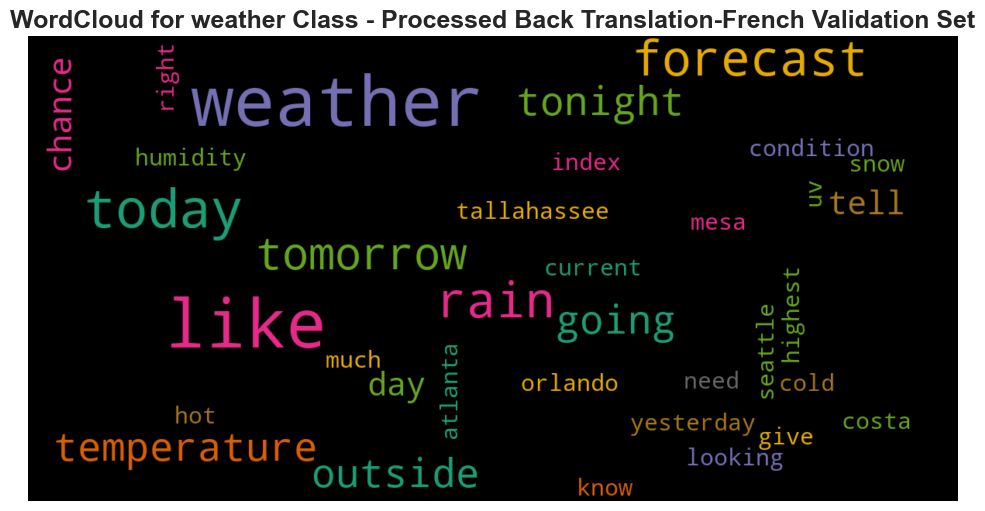 WordCloud for weather Class - Processed Back Translation-French Validation Set
forecast
weather
chance
right
tonight
humidity
index
condition
snow
today
tallahassee
mesa
uv
tell
tomorrow
current
like
rain
going
seattle
highest
much
day
atlanta
orlando
need
cold
hot
yesterday
costa
temperature
give
outside
looking
know